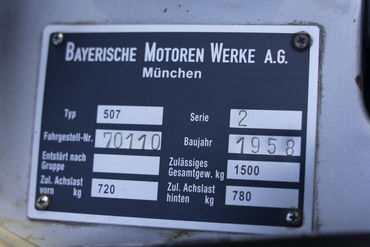 BAYERISCHE MOTOREN WERKE A.G.
München
Typ 507 Serie 2
Fahrgestell-Nr. 70110 Baujahr 1958
Entstört nach Gruppe Zulässiges Gesamtgew. kg 1500
Zul. Achslast vorn kg 720 Zul. Achslast hinten kg 780